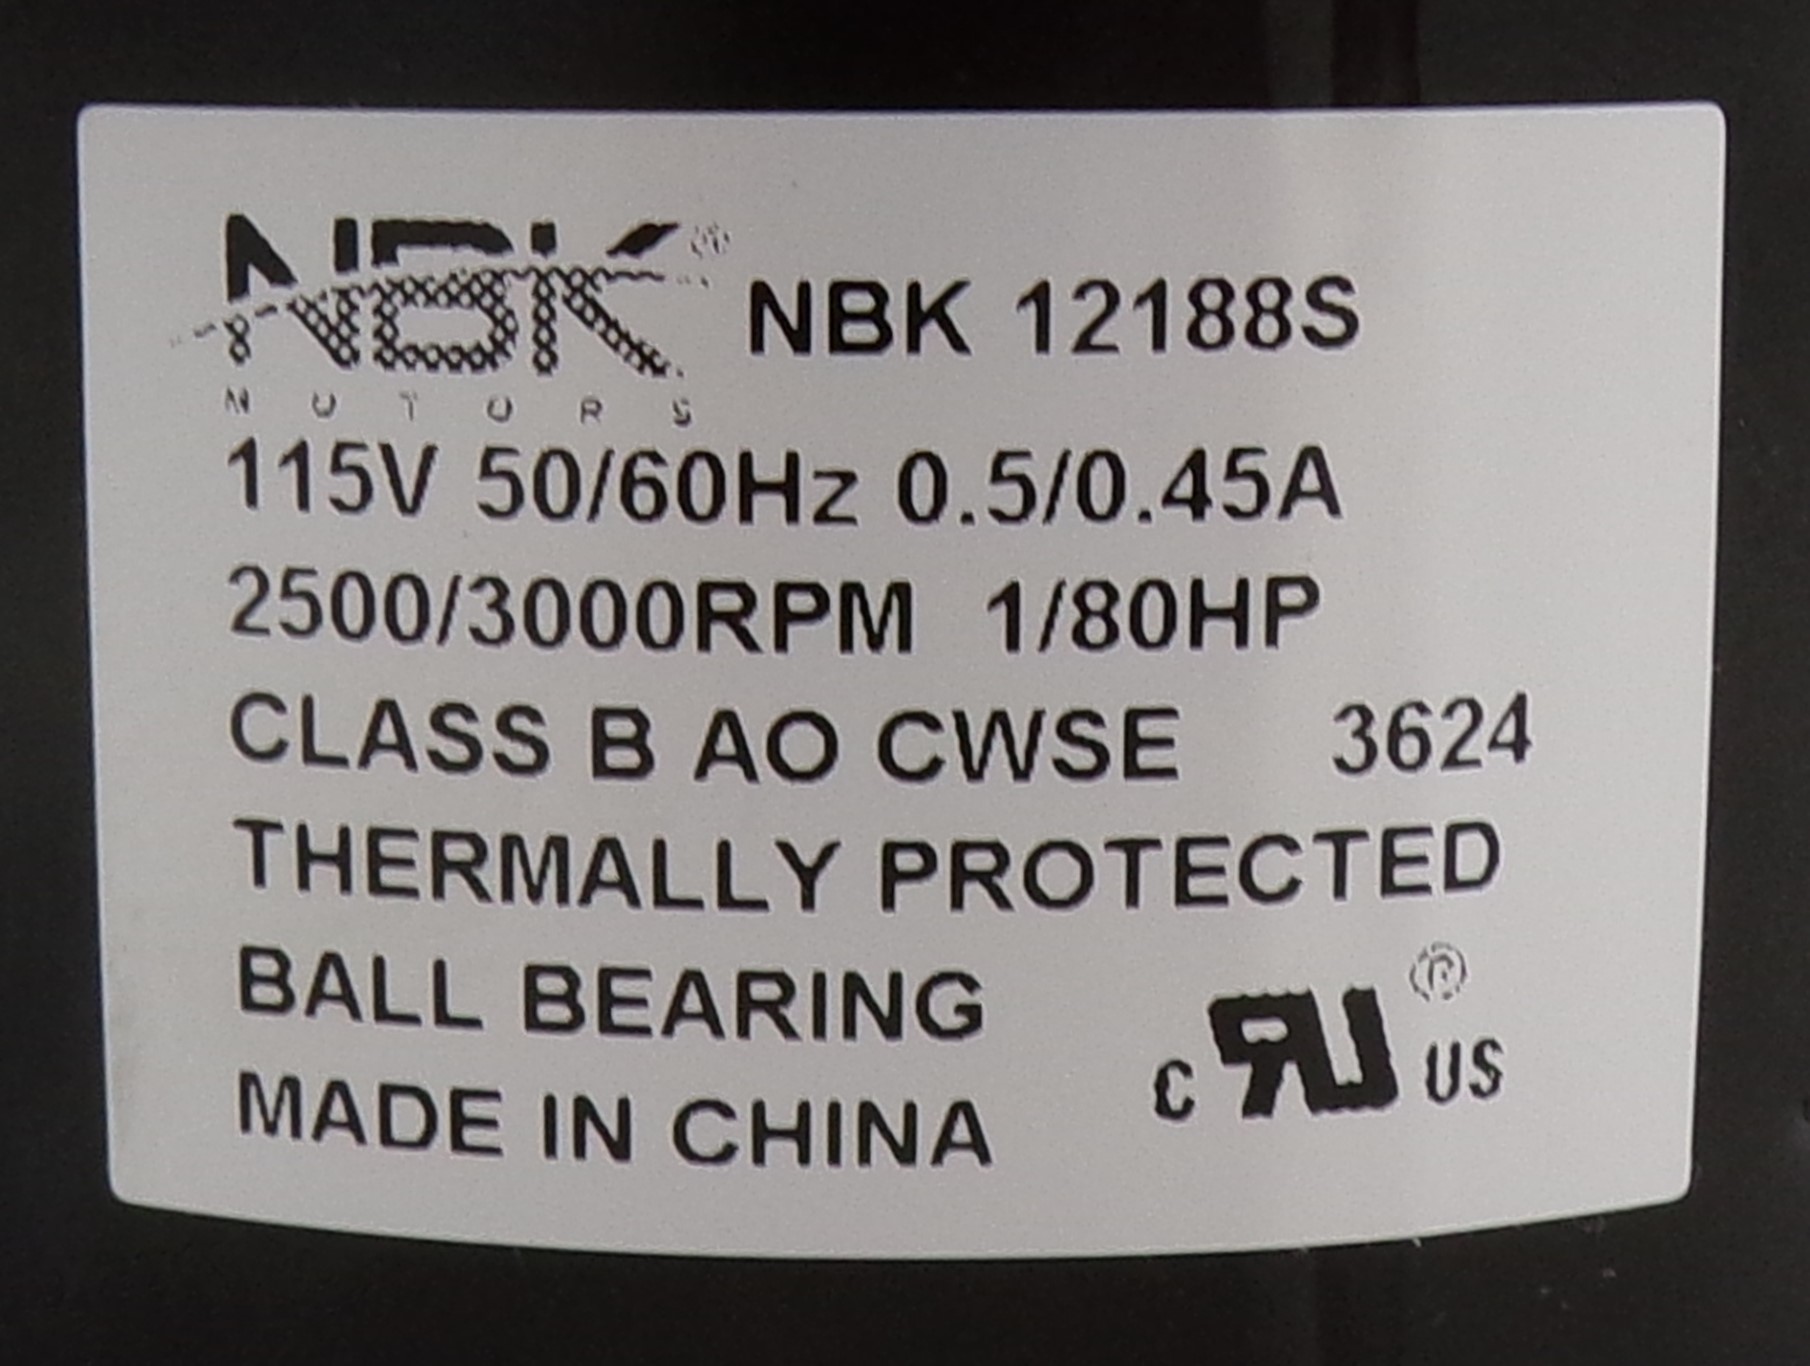 NBK® NBK 12188S
MOTORS
115V 50/60Hz 0.5/0.45A
2500/3000RPM 1/80HP
CLASS B AO CWSE 3624
THERMALLY PROTECTED
BALL BEARING
MADE IN CHINA
C RU® US